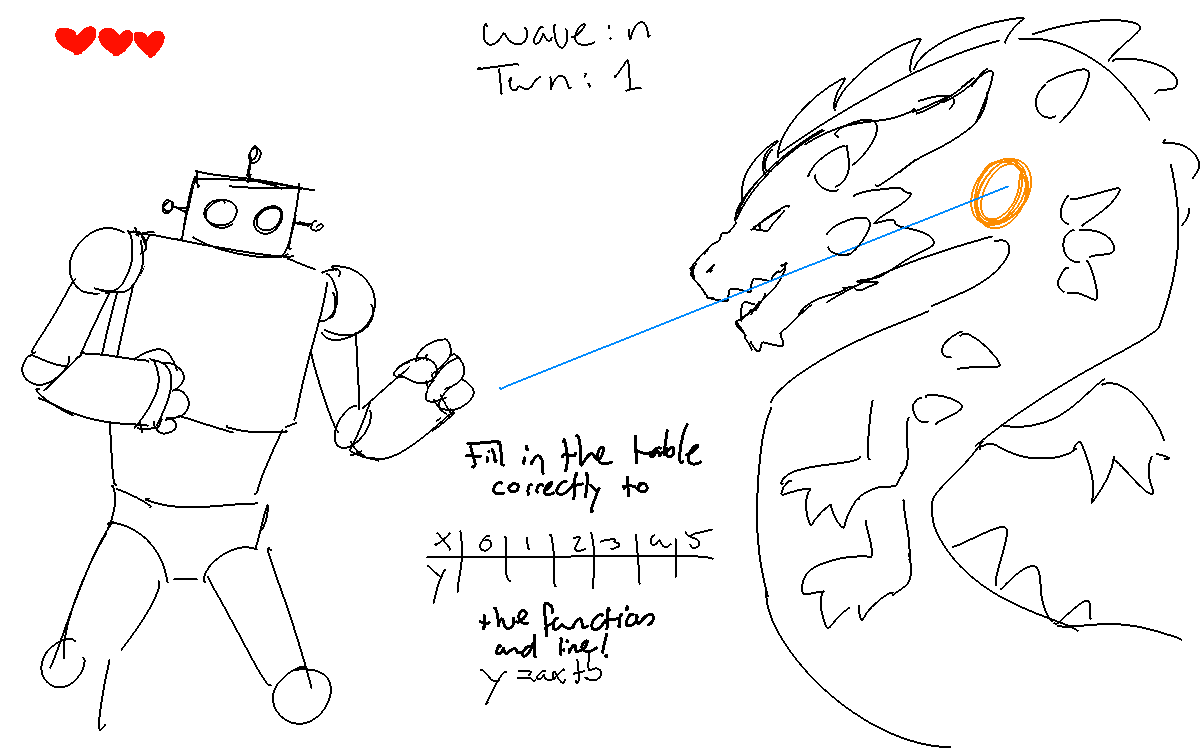 wave: n
Turn: 1
Fill in the table
correctly to
X 0 1 2 3 4 5
Y
the function
and line!
y = ax + b